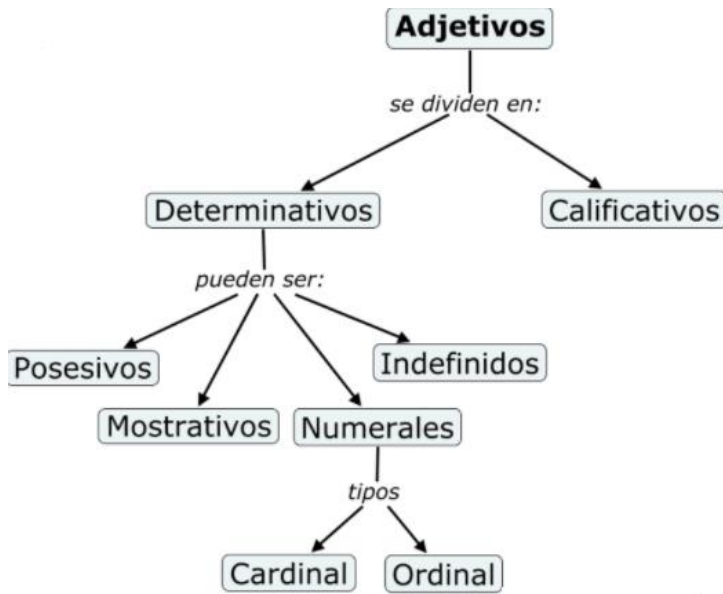 Adjetivos
se dividen en:
Determinativos
Calificativos
pueden ser:
Posesivos
Indefinidos
Mostrativos
Numerales
tipos
Cardinal
Ordinal